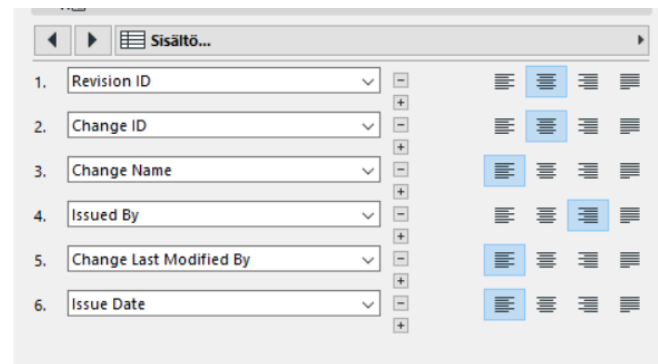 Sisältö...
1. Revision ID
2. Change ID
3. Change Name
4. Issued By
5. Change Last Modified By
6. Issue Date